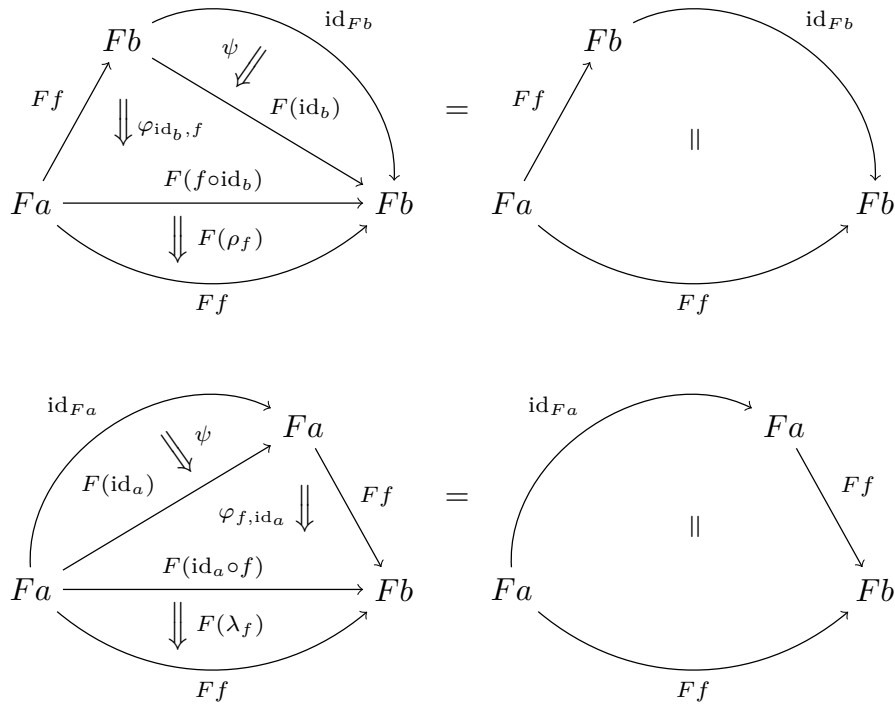 id_{Fb} id_{Fb}
Fb ψ Fb
Ff F(id_b) = Ff
φ_{id_b,f} ||
F(f∘id_b)
Fa Fb Fa Fb
F(ρ_f)
Ff Ff
id_{Fa} id_{Fa}
ψ Fa Fa
F(id_a) Ff = Ff
φ_{f,id_a} ||
F(id_a∘f)
Fa Fb Fa Fb
F(λ_f)
Ff Ff